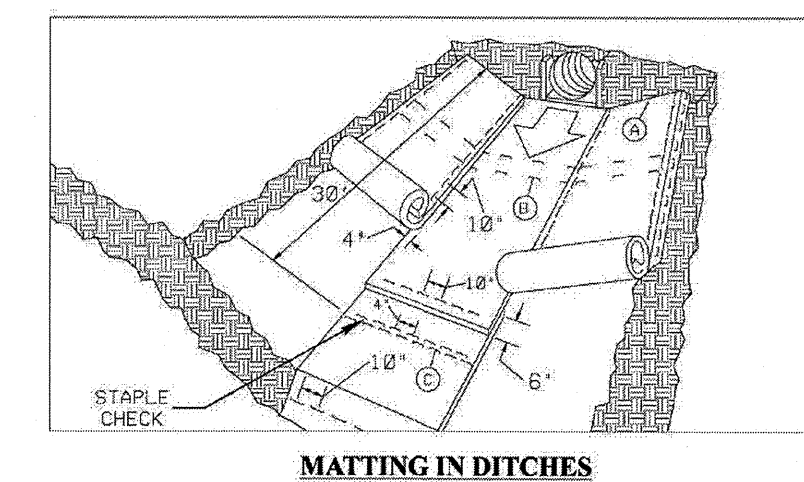 A
30'
10"
B
4"
10"
4"
10"
C
6"
STAPLE
CHECK
MATTING IN DITCHES